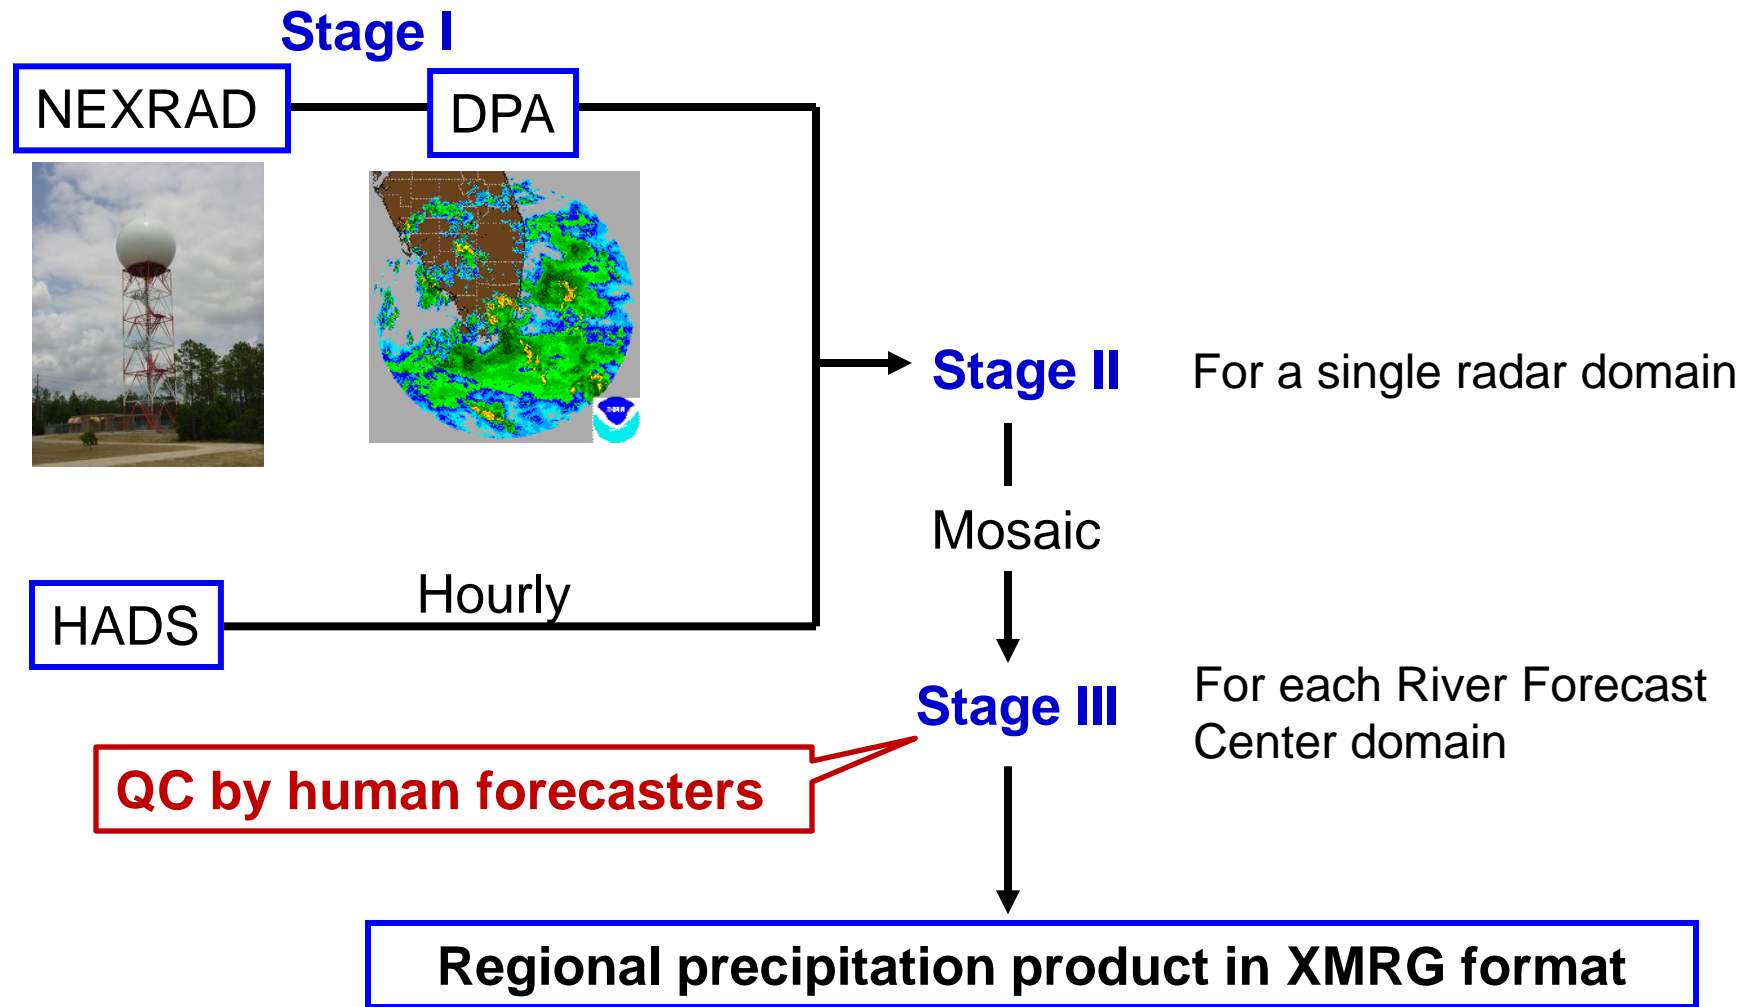 Stage I
NEXRAD
DPA
Stage II
For a single radar domain
Mosaic
Hourly
HADS
Stage III
For each River Forecast
Center domain
QC by human forecasters
Regional precipitation product in XMRG format